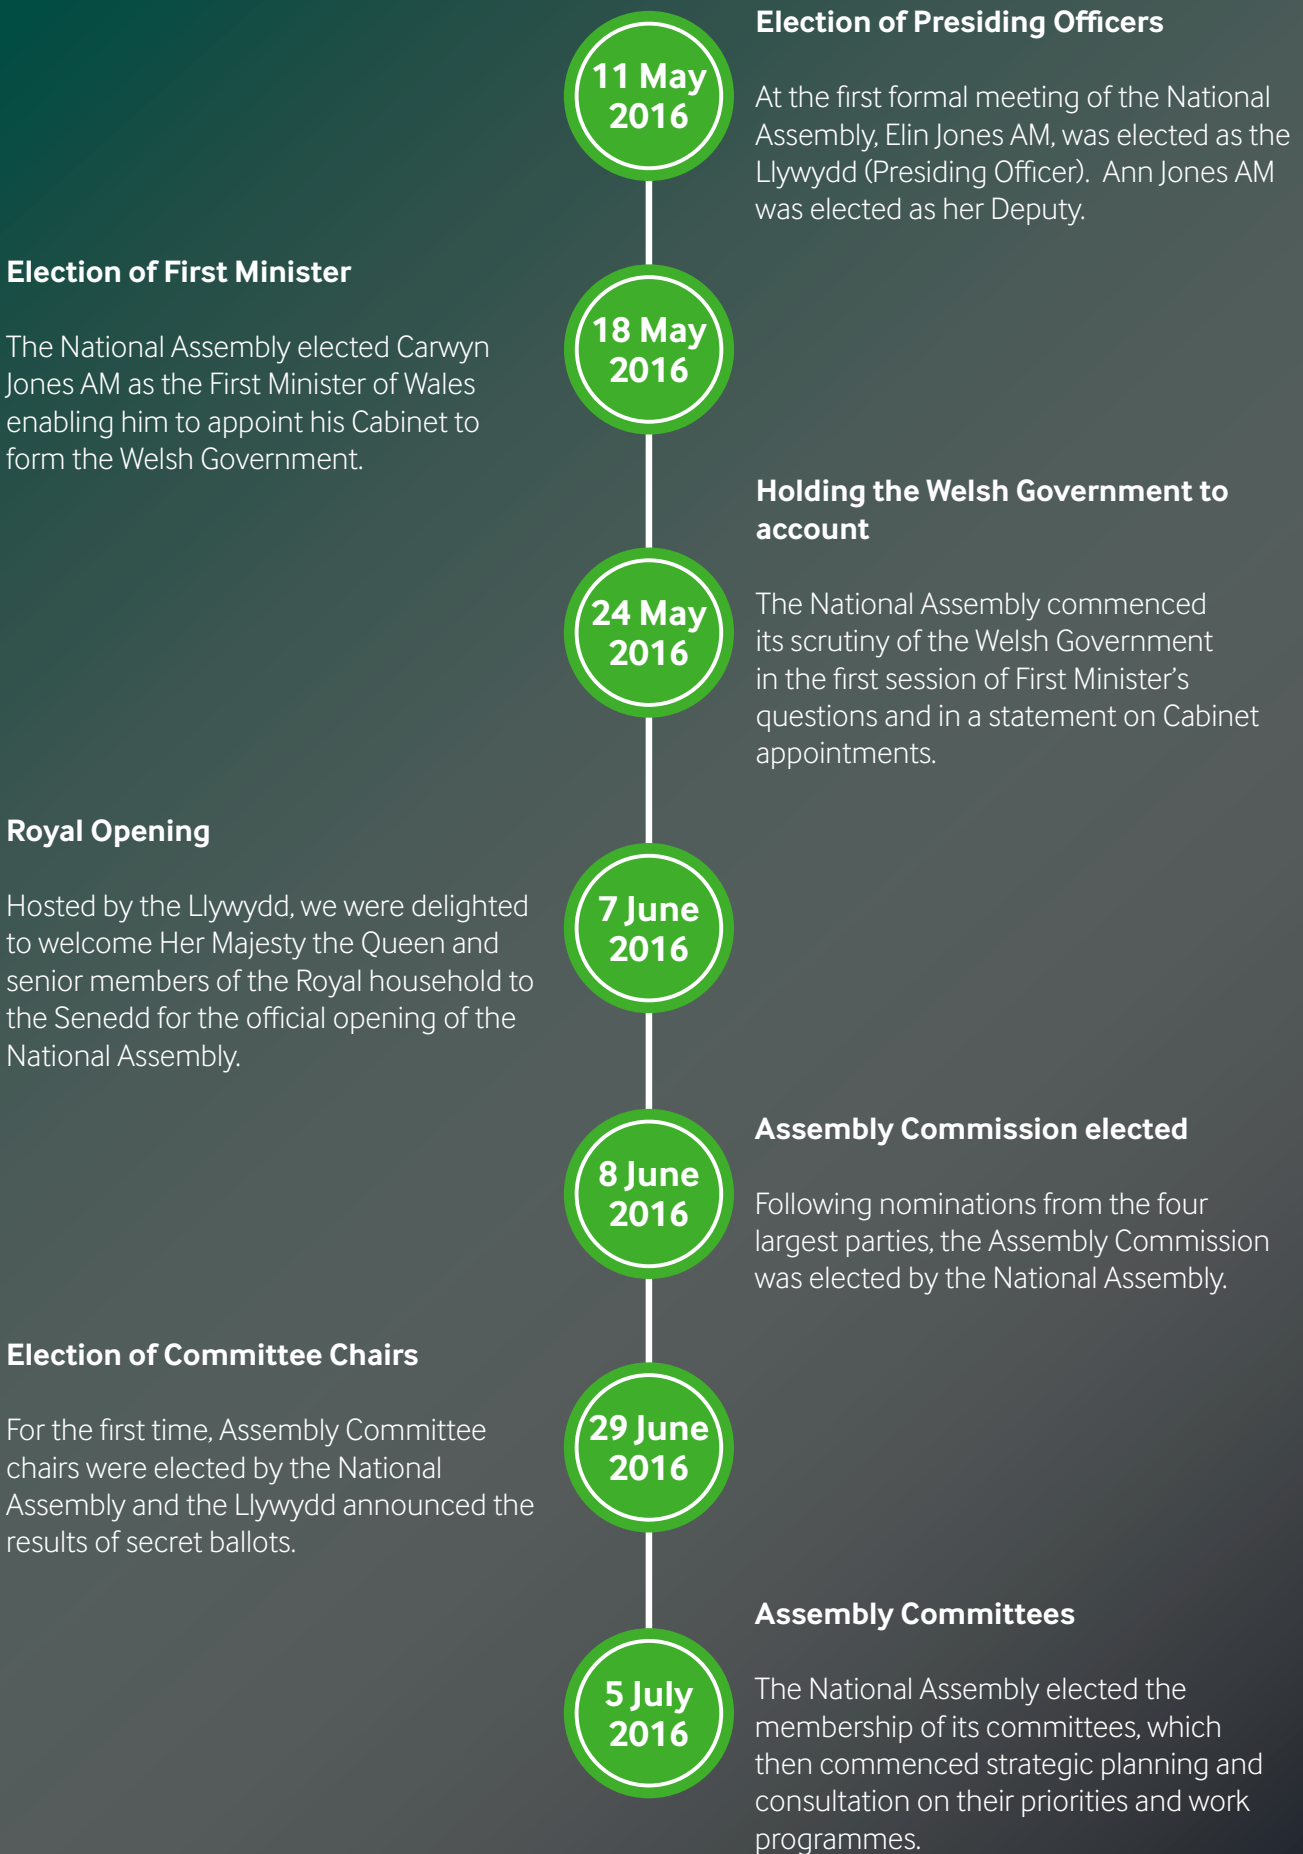 Election of Presiding Officers
11 May
2016
At the first formal meeting of the National
Assembly, Elin Jones AM, was elected as the
Llywydd (Presiding Officer).  Ann Jones AM
was elected as her Deputy.
Election of First Minister
18 May
2016
The National Assembly elected Carwyn
Jones AM as the First Minister of Wales
enabling him to appoint his Cabinet to
form the Welsh Government.
Holding the Welsh Government to
account
24 May
2016
The National Assembly commenced
its scrutiny of the Welsh Government
in the first session of First Minister’s
questions and in a statement on Cabinet
appointments.
Royal Opening
7 June
2016
Hosted by the Llywydd, we were delighted
to welcome Her Majesty the Queen and
senior members of the Royal household to
the Senedd for the official opening of the
National Assembly.
Assembly Commission elected
8 June
2016
Following nominations from the four
largest parties, the Assembly Commission
was elected by the National Assembly.
Election of Committee Chairs
29 June
2016
For the first time, Assembly Committee
chairs were elected by the National
Assembly and the Llywydd announced the
results of secret ballots.
Assembly Committees
5 July
2016
The National Assembly elected the
membership of its committees, which
then commenced strategic planning and
consultation on their priorities and work
programmes.